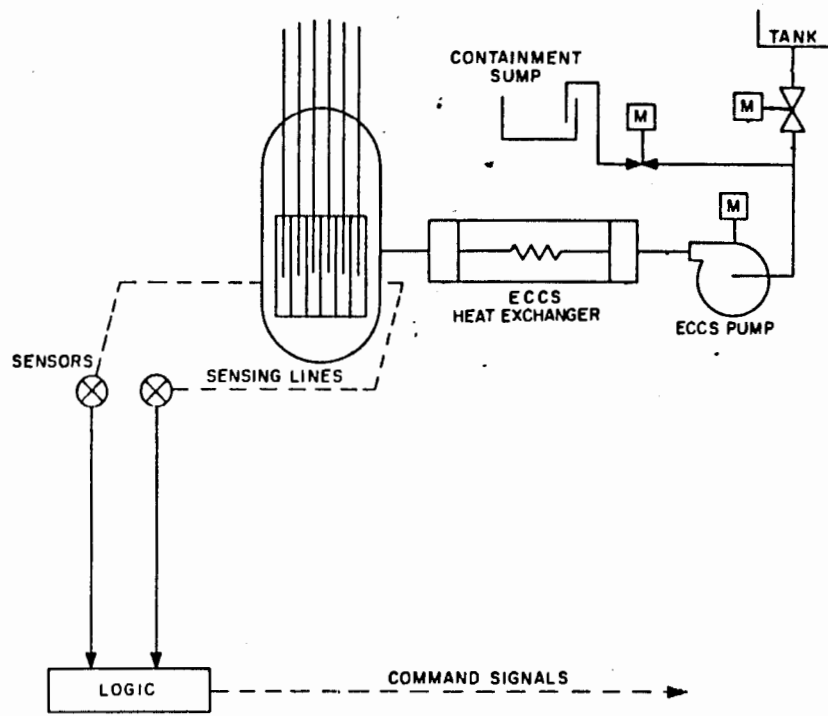 TANK
CONTAINMENT
SUMP
M
M
M
ECCS
HEAT EXCHANGER
ECCS PUMP
SENSORS
SENSING LINES
LOGIC
COMMAND SIGNALS